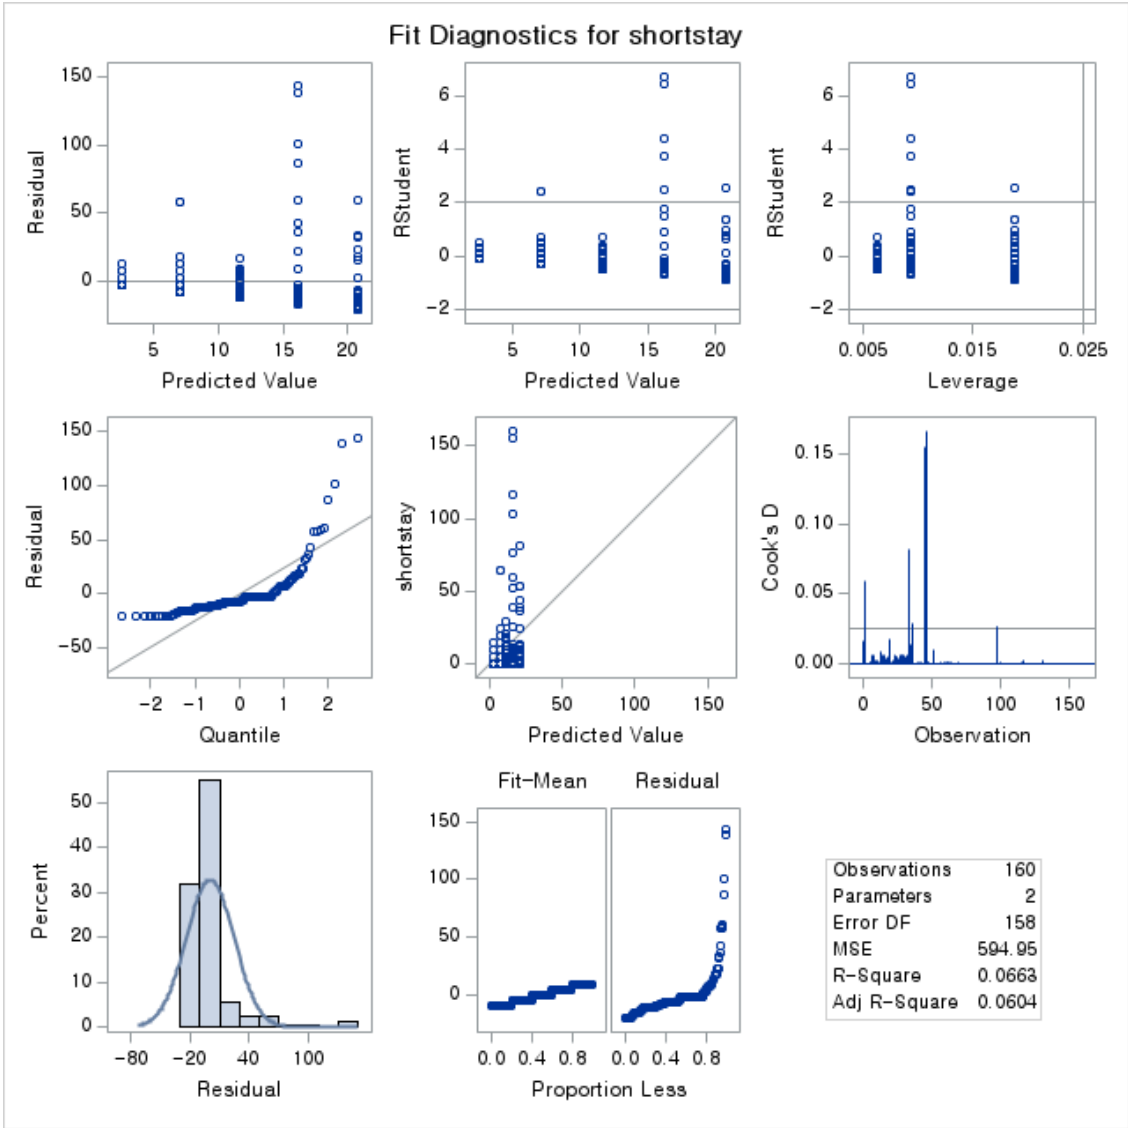 Fit Diagnostics for shortstay
150
100
50
0
Residual
5 10 15 20
Predicted Value
6
4
2
0
−2
RStudent
5 10 15 20
Predicted Value
6
4
2
0
−2
RStudent
0.005 0.015 0.025
Leverage
150
100
50
0
−50
Residual
−2 −1 0 1 2
Quantile
150
100
50
0
shortstay
0 50 100 150
Predicted Value
0.15
0.10
0.05
0.00
Cook's D
0 50 100 150
Observation
50
40
30
20
10
0
Percent
−80 −20 40 100
Residual
Fit−Mean Residual
150
100
50
0
0.0 0.4 0.8 0.0 0.4 0.8
Proportion Less
Observations 160
Parameters 2
Error DF 158
MSE 594.95
R−Square 0.0663
Adj R−Square 0.0604